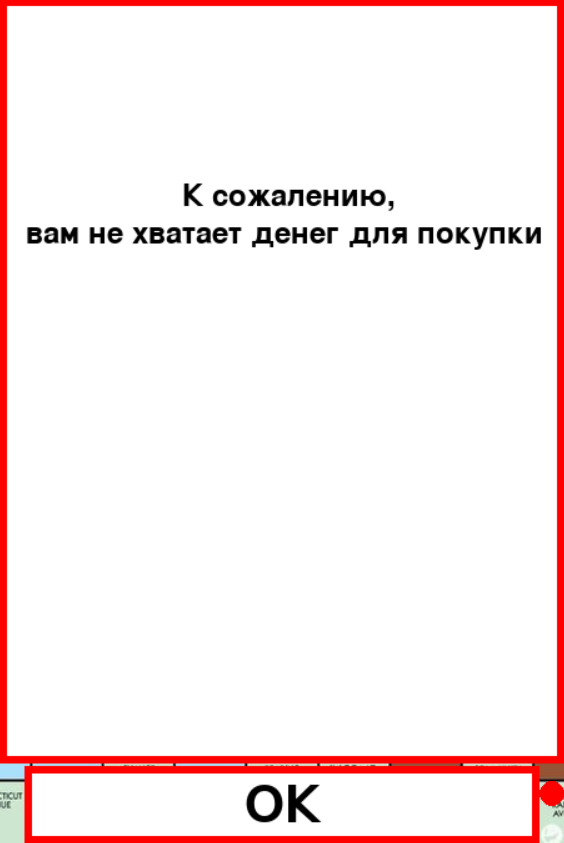 К сожалению,
вам не хватает денег для покупки
OK